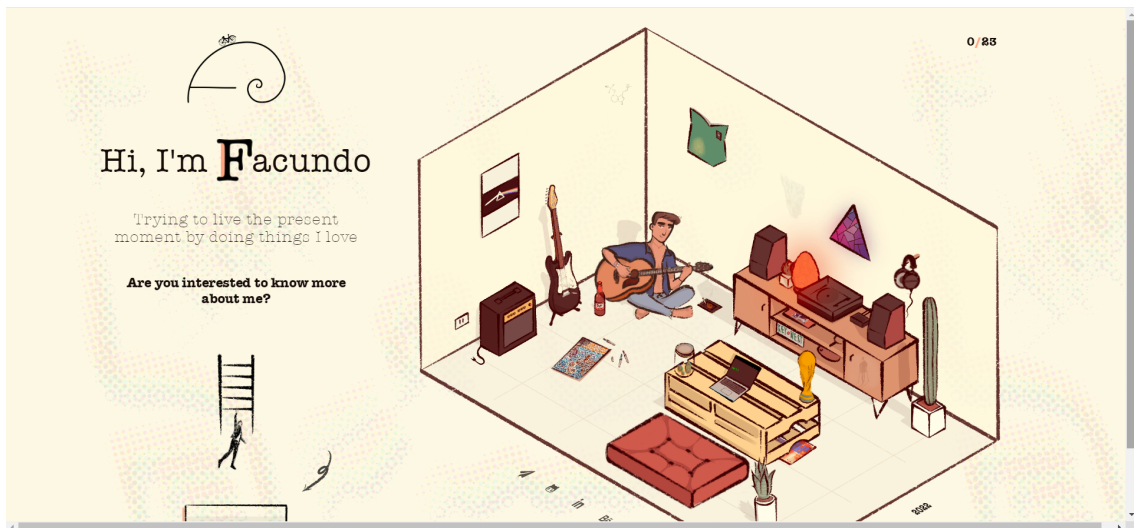 0/23
Hi, I'm Facundo
Trying to live the present
moment by doing things I love
Are you interested to know more
about me?
in
2022